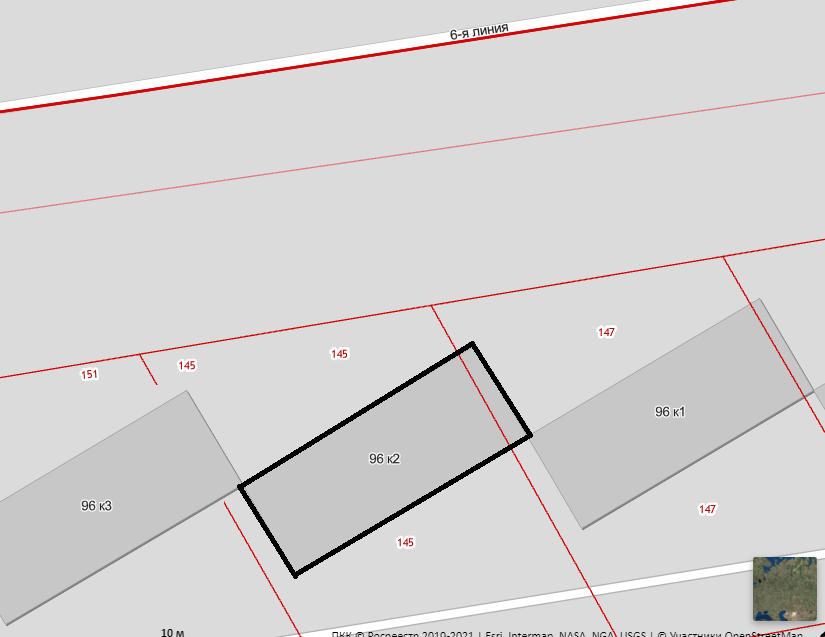 6-я линия
147
145
145
151
96 к1
96 к2
96 к3
147
145
10 м
ПКК © Росреестр 2010-2021 | Esri, Intermap, NASA, NGA, USGS | © Участники OpenStreetMap